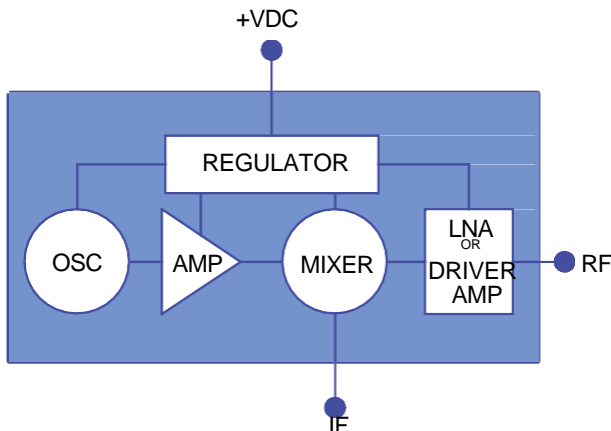 +VDC
REGULATOR
OSC
AMP
MIXER
LNA
OR
DRIVER
AMP
RF
IF